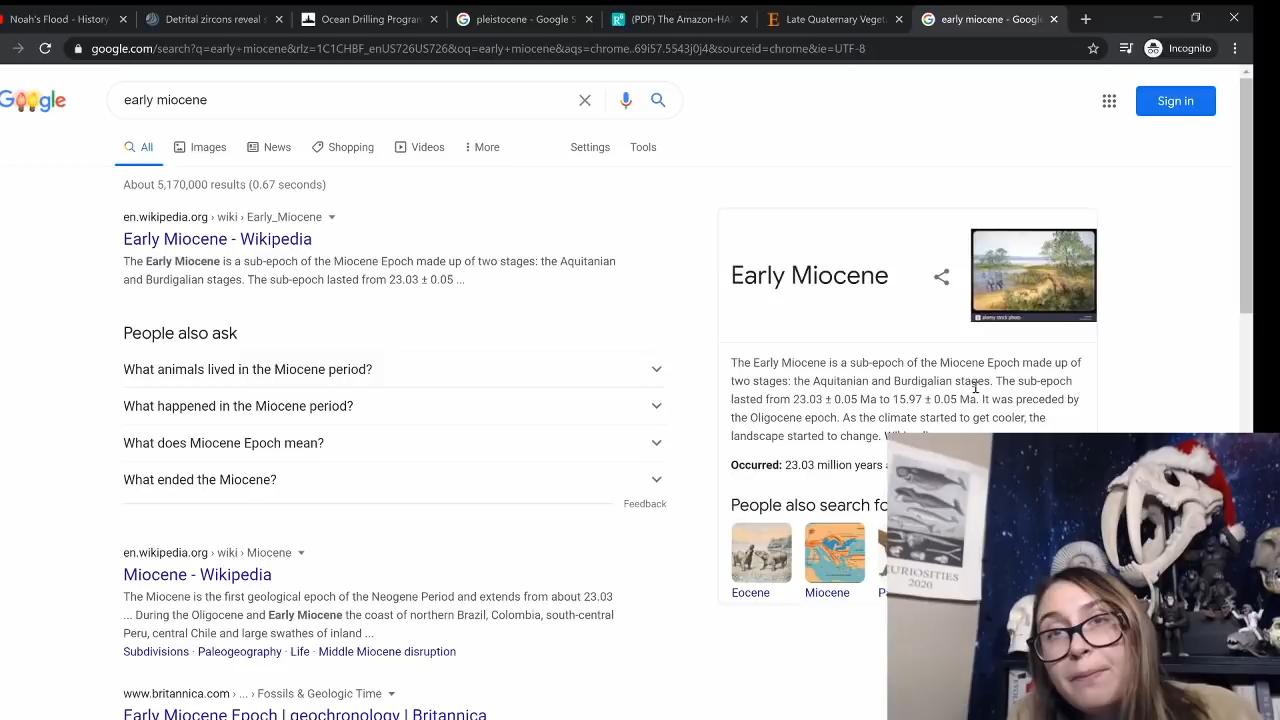 Noah's Flood - History
Detrital zircons reveal s
Ocean Drilling Program
pleistocene - Google S
(PDF) The Amazon-HA
Late Quaternary Veget
early miocene - Google
google.com/search?q=early+miocene&rlz=1C1CHBF_enUS726US726&oq=early+miocene&aqs=chrome..69i57.5543j0j4&sourceid=chrome&ie=UTF-8
Incognito
Google
early miocene
Sign in
All
Images
News
Shopping
Videos
More
Settings
Tools
About 5,170,000 results (0.67 seconds)
en.wikipedia.org › wiki › Early_Miocene
Early Miocene - Wikipedia
The Early Miocene is a sub-epoch of the Miocene Epoch made up of two stages: the Aquitanian
and Burdigalian stages. The sub-epoch lasted from 23.03 ± 0.05 ...
People also ask
What animals lived in the Miocene period?
What happened in the Miocene period?
What does Miocene Epoch mean?
What ended the Miocene?
Feedback
en.wikipedia.org › wiki › Miocene
Miocene - Wikipedia
The Miocene is the first geological epoch of the Neogene Period and extends from about 23.03
... During the Oligocene and Early Miocene the coast of northern Brazil, Colombia, south-central
Peru, central Chile and large swathes of inland ...
Subdivisions · Paleogeography · Life · Middle Miocene disruption
www.britannica.com › ... › Fossils & Geologic Time
Early Miocene Epoch | geochronology | Britannica
Early Miocene
alamy stock photo
The Early Miocene is a sub-epoch of the Miocene Epoch made up of
two stages: the Aquitanian and Burdigalian stages. The sub-epoch
lasted from 23.03 ± 0.05 Ma to 15.97 ± 0.05 Ma. It was preceded by
the Oligocene epoch. As the climate started to get cooler, the
landscape started to change.
Occurred: 23.03 million years
People also search fo
Eocene
Miocene
CURIOSITIES
2020